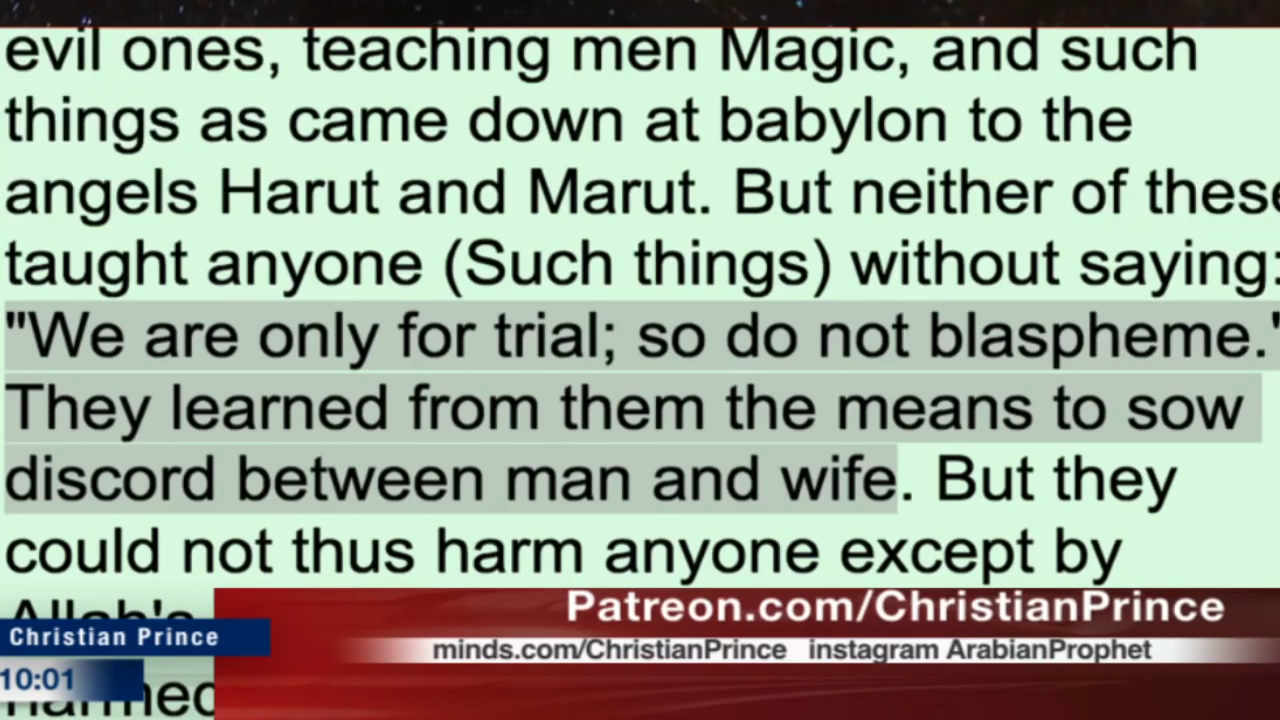 evil ones, teaching men Magic, and such
things as came down at babylon to the
angels Harut and Marut. But neither of these
taught anyone (Such things) without saying:
"We are only for trial; so do not blaspheme."
They learned from them the means to sow
discord between man and wife. But they
could not thus harm anyone except by
Allah's
harmed
Patreon.com/ChristianPrince
Christian Prince
minds.com/ChristianPrince instagram ArabianProphet
10:01